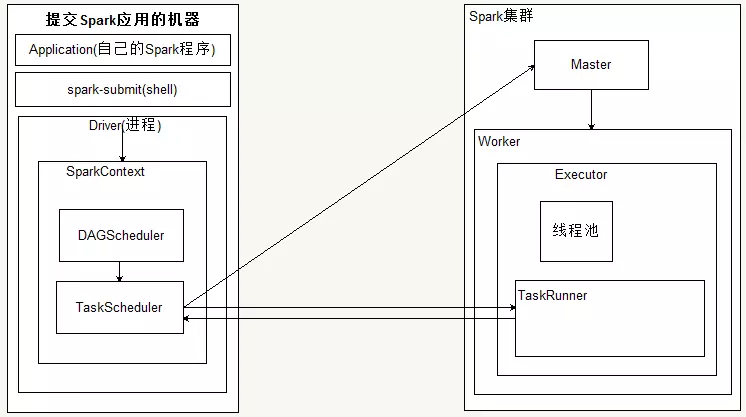 提交Spark应用的机器
Application(自己的Spark程序)
spark-submit(shell)
Driver(进程)
SparkContext
DAGScheduler
TaskScheduler
Spark集群
Master
Worker
Executor
线程池
TaskRunner